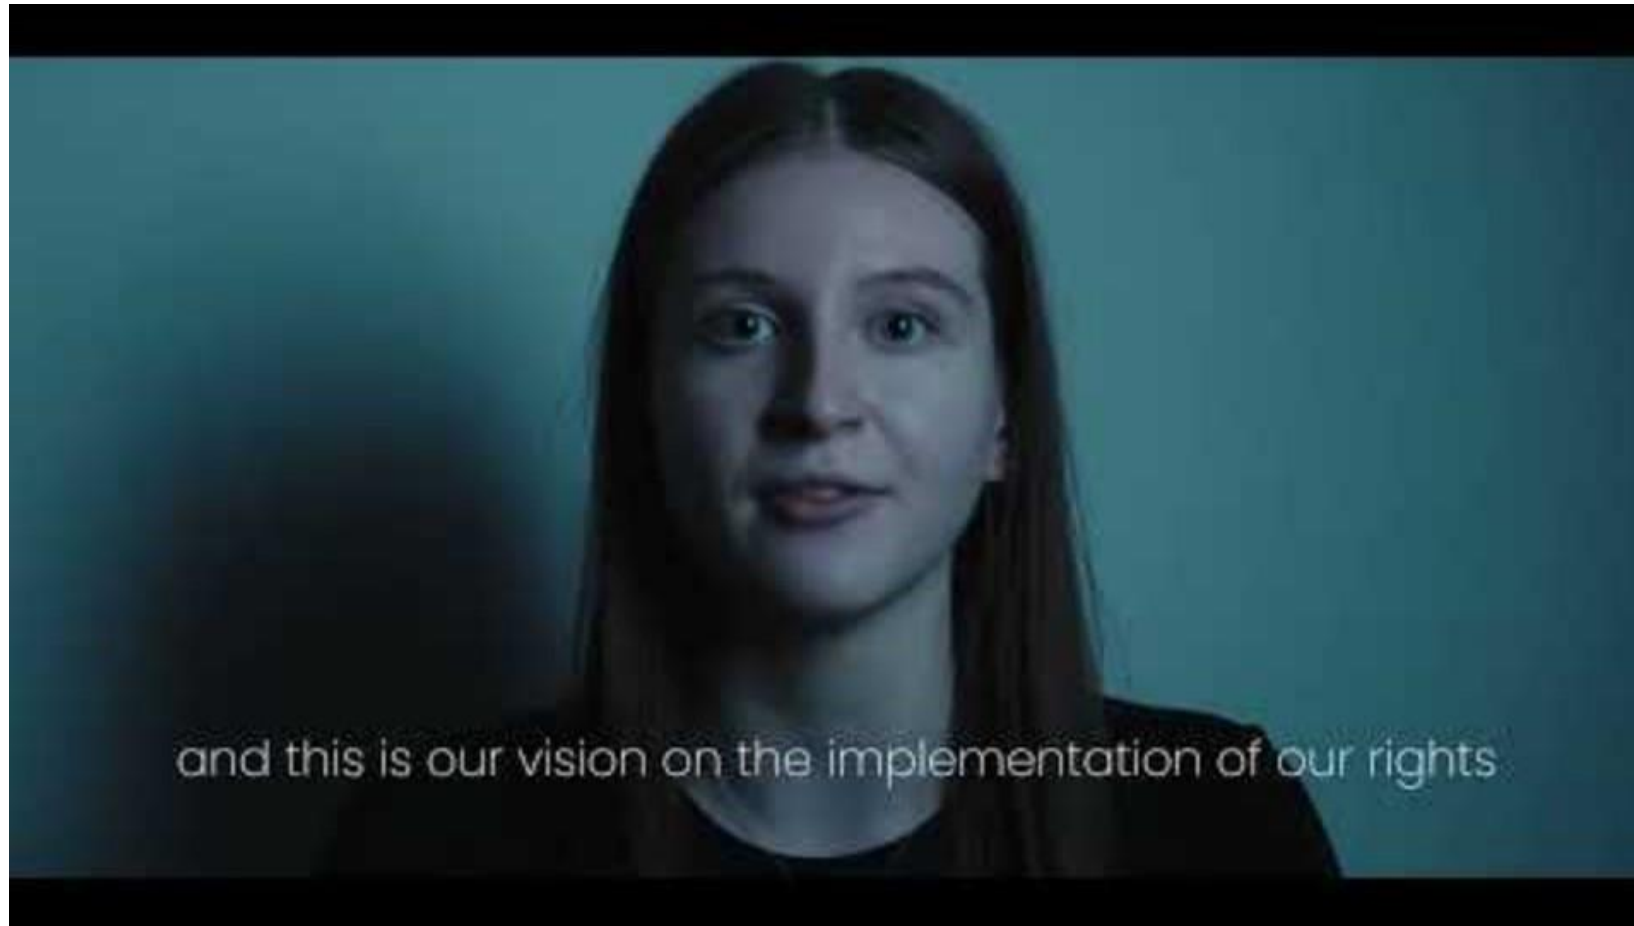 and this is our vision on the implementation of our rights